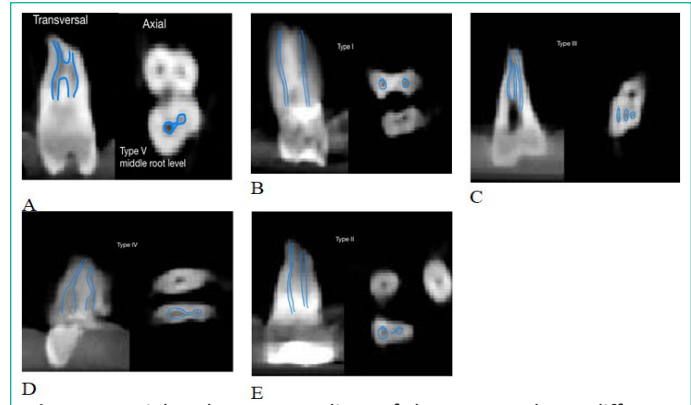 Transversal
Axial
Type V
middle root level
A
Type I
B
Type III
C
Type IV
D
Type II
E